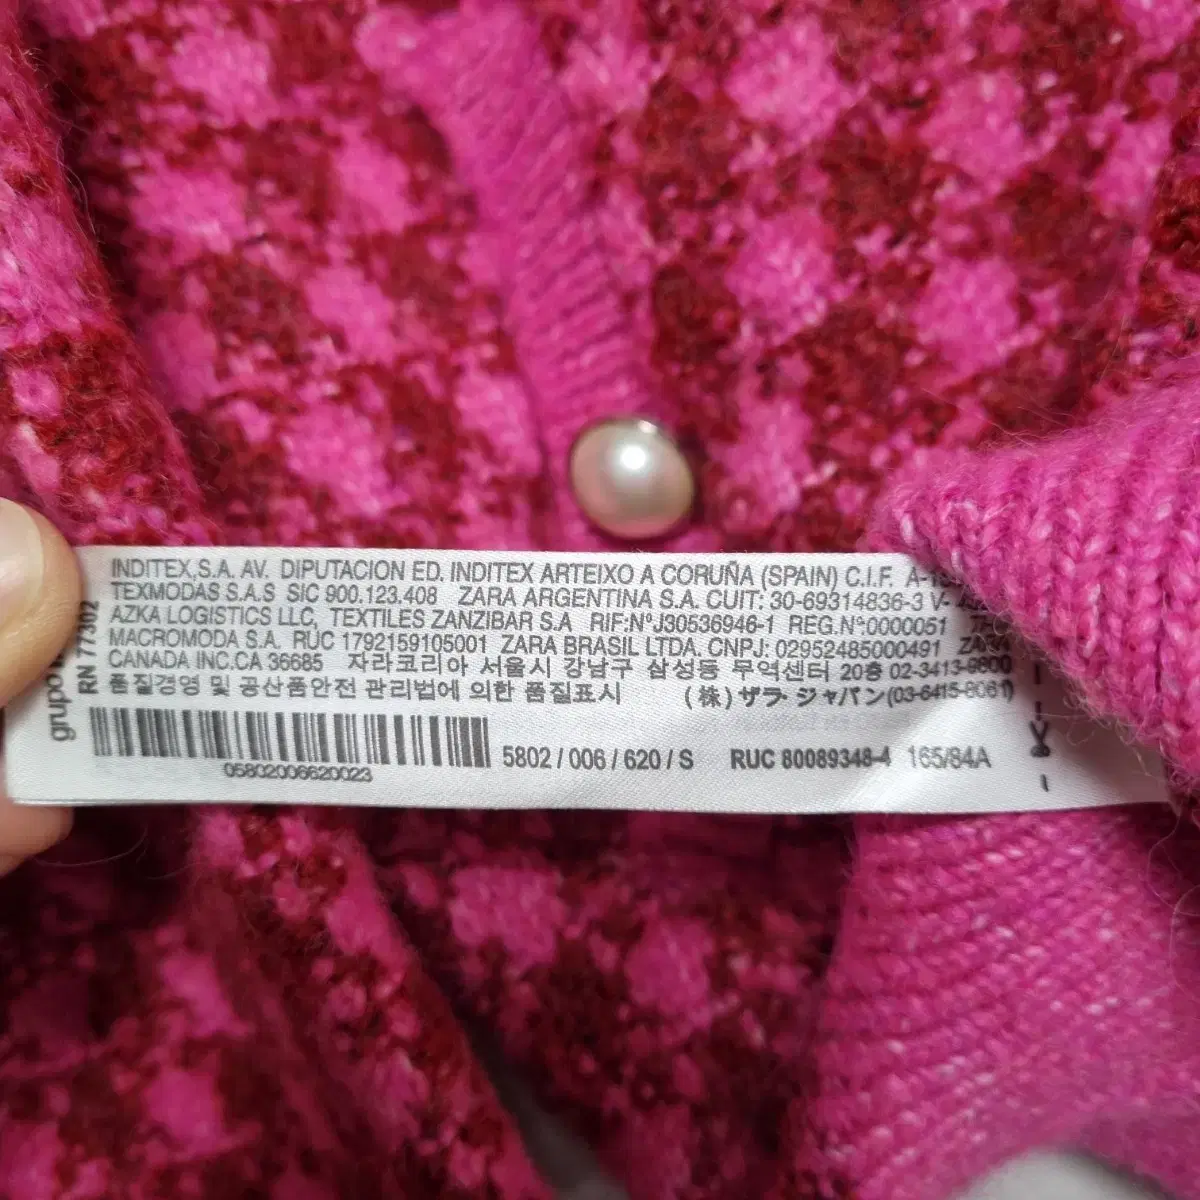 INDITEX,S.A. AV. DIPUTACION ED. INDITEX ARTEIXO A CORUÑA (SPAIN) C.I.F.
TEXMODAS S.A.S SIC 900.123.408 ZARA ARGENTINA S.A. CUIT: 30-69314836-3 V-
AZKA LOGISTICS LLC, TEXTILES ZANZIBAR S.A RIF:NºJ30536946-1 REG.Nº:0000051
MACROMODA S.A. RUC 1792159105001 ZARA BRASIL LTDA. CNPJ: 02952485000491 ZARA
CANADA INC.CA 36685 자라코리아 서울시 강남구 삼성동 무역센터 20층 02-3413-9800
품질경영 및 공산품안전 관리법에 의한 품질표시 (株)ザラ・ジャパン(03-6415-8061)
RN 77302
05802006620023
5802 / 006 / 620 / S RUC 80089348-4 165/84A